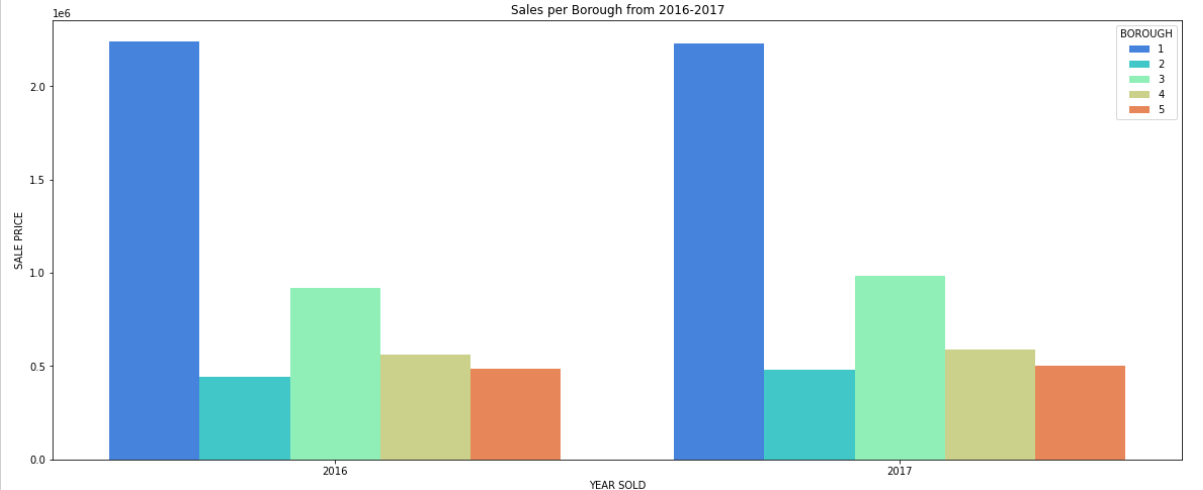 Sales per Borough from 2016-2017
1e6
BOROUGH
1
2
3
4
5
2.0
1.5
1.0
0.5
0.0
SALE PRICE
2016
2017
YEAR SOLD